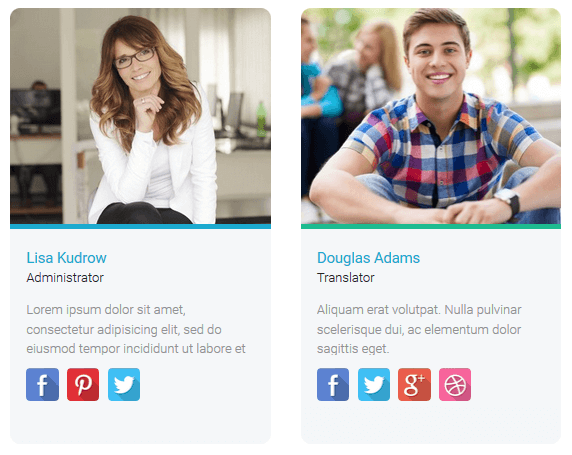 Lisa Kudrow
Administrator
Lorem ipsum dolor sit amet,
consectetur adipisicing elit, sed do
eiusmod tempor incididunt ut labore et
Douglas Adams
Translator
Aliquam erat volutpat. Nulla pulvinar
scelerisque dui, ac elementum dolor
sagittis eget.